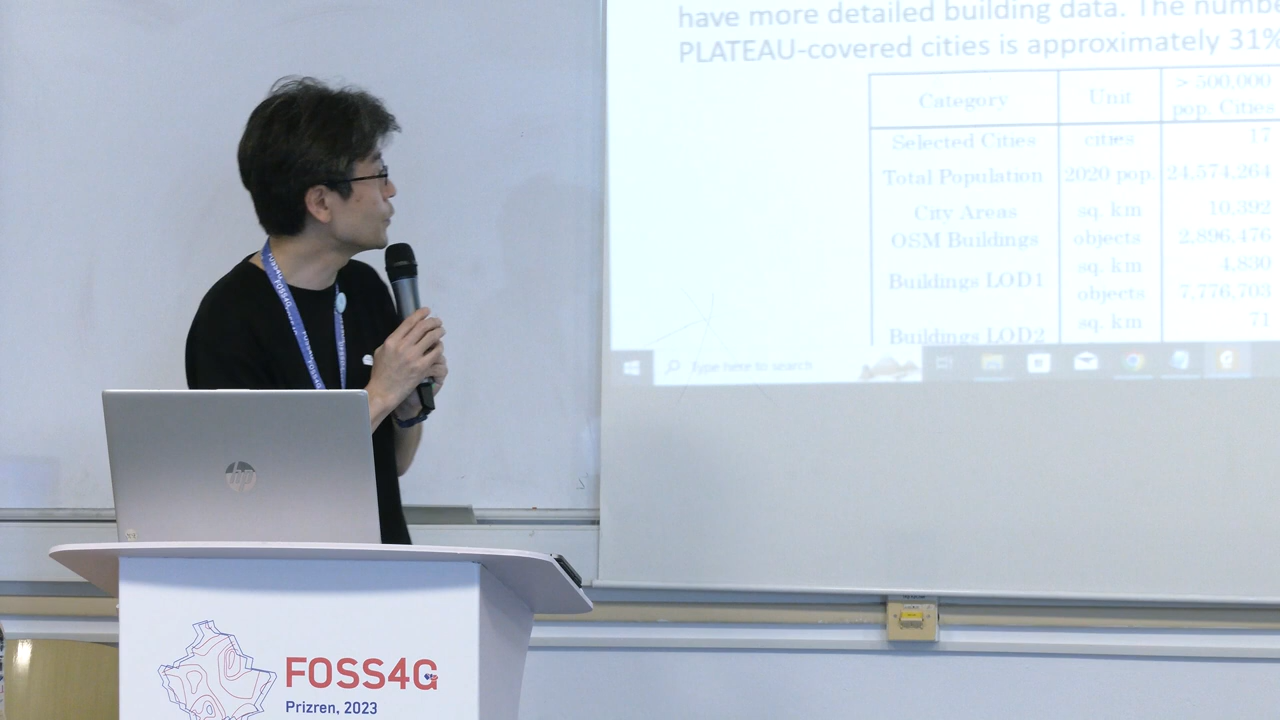 have more detailed building data. The numbe
PLATEAU-covered cities is approximately 31%
Category Unit > 500,000 pop. Cities
Selected Cities cities 17
Total Population 2020 pop. 24,574,264
City Areas sq. km 10,392
OSM Buildings objects 2,896,476
Buildings LOD1 sq. km 4,830
objects 7,776,703
Buildings LOD2 sq. km 71
Type here to search
FOSS4G
FOSS4G
hp
FOSS4G
Prizren, 2023